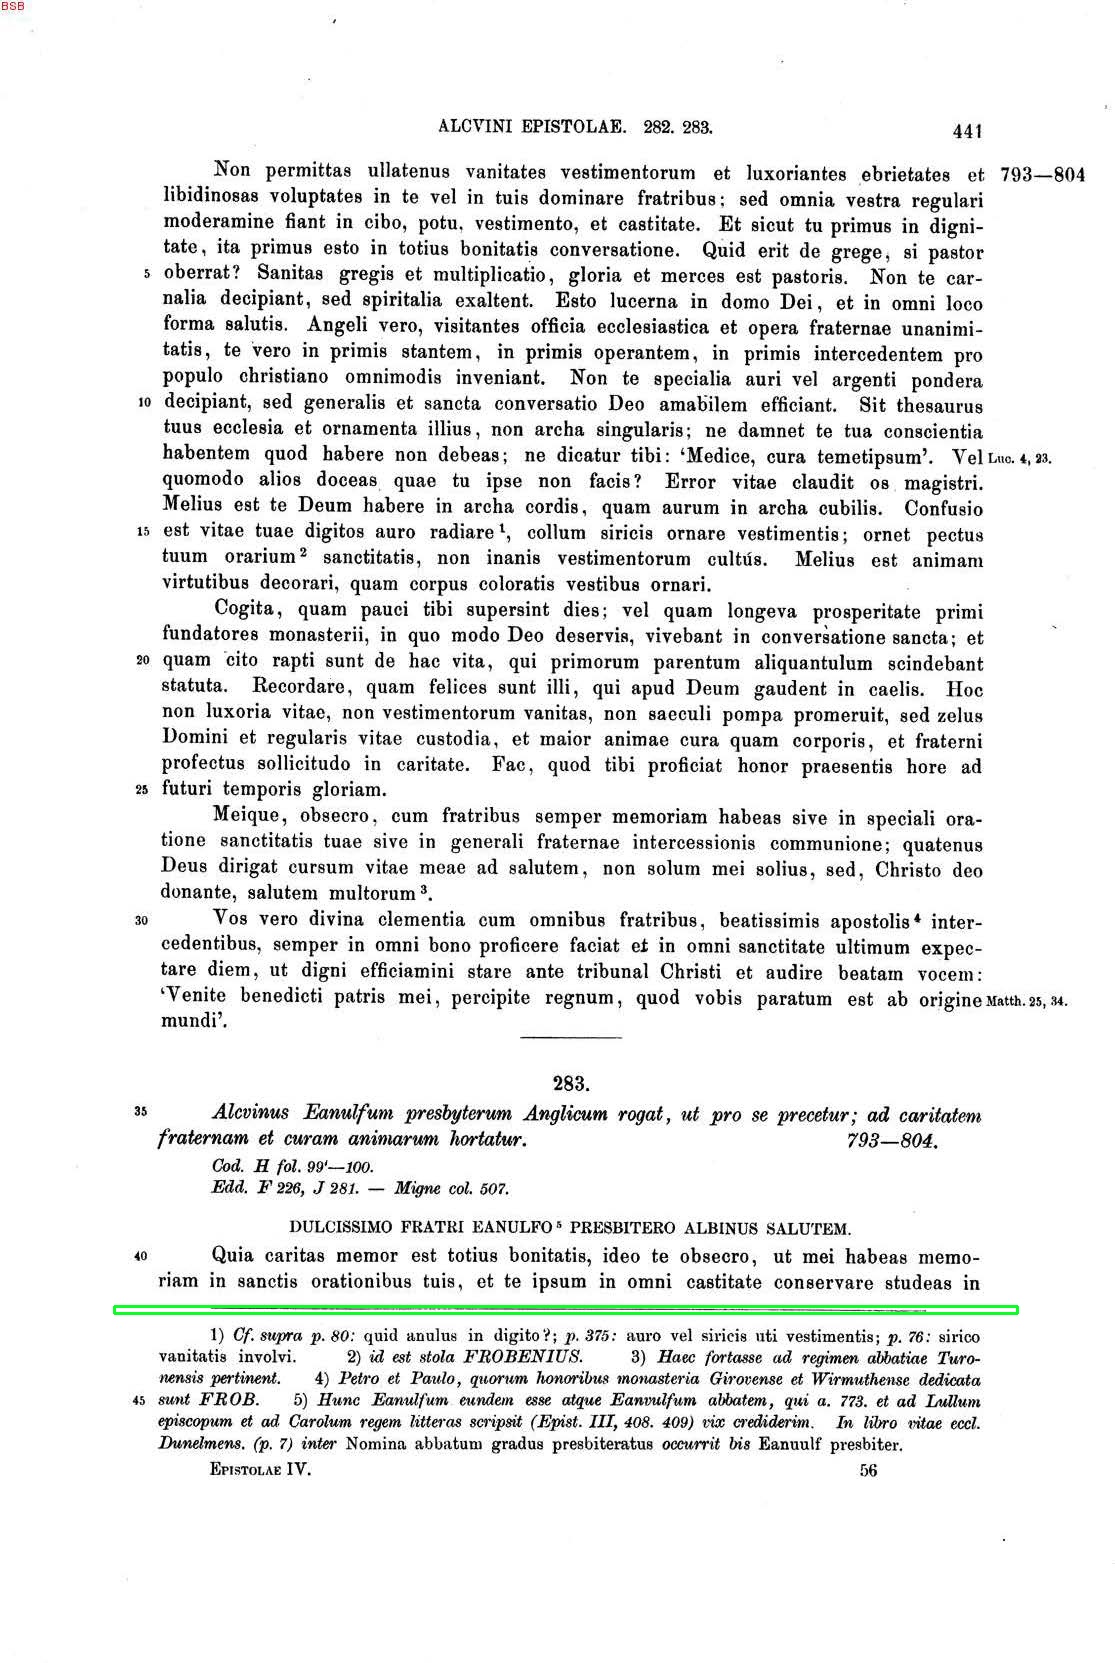 BSB
ALCVINI EPISTOLAE. 282. 283.
441
Non permittas ullatenus vanitates vestimentorum et luxoriantes ebrietates et 793—804
libidinosas voluptates in te vel in tuis dominare fratribus; sed omnia vestra regulari
moderamine fiant in cibo, potu, vestimento, et castitate. Et sicut tu primus in digni-
tate, ita primus esto in totius bonitatis conversatione. Quid erit de grege, si pastor
5 oberrat? Sanitas gregis et multiplicatio, gloria et merces est pastoris. Non te car-
nalia decipiant, sed spiritalia exaltent. Esto lucerna in domo Dei, et in omni loco
forma salutis. Angeli vero, visitantes officia ecclesiastica et opera fraternae unanimi-
tatis, te vero in primis stantem, in primis operantem, in primis intercedentem pro
populo christiano omnimodis inveniant. Non te specialia auri vel argenti pondera
10 decipiant, sed generalis et sancta conversatio Deo amabilem efficiant. Sit thesaurus
tuus ecclesia et ornamenta illius, non archa singularis; ne damnet te tua conscientia
habentem quod habere non debeas; ne dicatur tibi: ‘Medice, cura temetipsum’. Vel Luc. 4, 23.
quomodo alios doceas quae tu ipse non facis? Error vitae claudit os magistri.
Melius est te Deum habere in archa cordis, quam aurum in archa cubilis. Confusio
15 est vitae tuae digitos auro radiare¹, collum siricis ornare vestimentis; ornet pectus
tuum orarium² sanctitatis, non inanis vestimentorum cultús. Melius est animam
virtutibus decorari, quam corpus coloratis vestibus ornari.
Cogita, quam pauci tibi supersint dies; vel quam longeva prosperitate primi
fundatores monasterii, in quo modo Deo deservis, vivebant in conversatione sancta; et
20 quam cito rapti sunt de hac vita, qui primorum parentum aliquantulum scindebant
statuta. Recordare, quam felices sunt illi, qui apud Deum gaudent in caelis. Hoc
non luxoria vitae, non vestimentorum vanitas, non saeculi pompa promeruit, sed zelus
Domini et regularis vitae custodia, et maior animae cura quam corporis, et fraterni
profectus sollicitudo in caritate. Fac, quod tibi proficiat honor praesentis hore ad
25 futuri temporis gloriam.
Meique, obsecro, cum fratribus semper memoriam habeas sive in speciali ora-
tione sanctitatis tuae sive in generali fraternae intercessionis communione; quatenus
Deus dirigat cursum vitae meae ad salutem, non solum mei solius, sed, Christo deo
donante, salutem multorum³.
30 Vos vero divina clementia cum omnibus fratribus, beatissimis apostolis⁴ inter-
cedentibus, semper in omni bono proficere faciat et in omni sanctitate ultimum expec-
tare diem, ut digni efficiamini stare ante tribunal Christi et audire beatam vocem:
‘Venite benedicti patris mei, percipite regnum, quod vobis paratum est ab origine Matth. 25, 34.
mundi’.
283.
35 Alcvinus Eanulfum presbyterum Anglicum rogat, ut pro se precetur; ad caritatem
fraternam et curam animarum hortatur. 793—804.
Cod. H fol. 99'—100.
Edd. F 226, J 281. — Migne col. 507.
DULCISSIMO FRATRI EANULFO⁵ PRESBITERO ALBINUS SALUTEM.
40 Quia caritas memor est totius bonitatis, ideo te obsecro, ut mei habeas memo-
riam in sanctis orationibus tuis, et te ipsum in omni castitate conservare studeas in
1) Cf. supra p. 80: quid anulus in digito?; p. 375: auro vel siricis uti vestimentis; p. 76: sirico
vanitatis involvi. 2) id est stola FROBENIUS. 3) Haec fortasse ad regimen abbatiae Turo-
nensis pertinent. 4) Petro et Paulo, quorum honoribus monasteria Girovense et Wirmuthense dedicata
45 sunt FROB. 5) Hunc Eanulfum eundem esse atque Eanvulfum abbatem, qui a. 773. et ad Lullum
episcopum et ad Carolum regem litteras scripsit (Epist. III, 408. 409) vix crediderim. In libro vitae eccl.
Dunelmens. (p. 7) inter Nomina abbatum gradus presbiteratus occurrit bis Eanuulf presbiter.
EPISTOLAE IV. 56